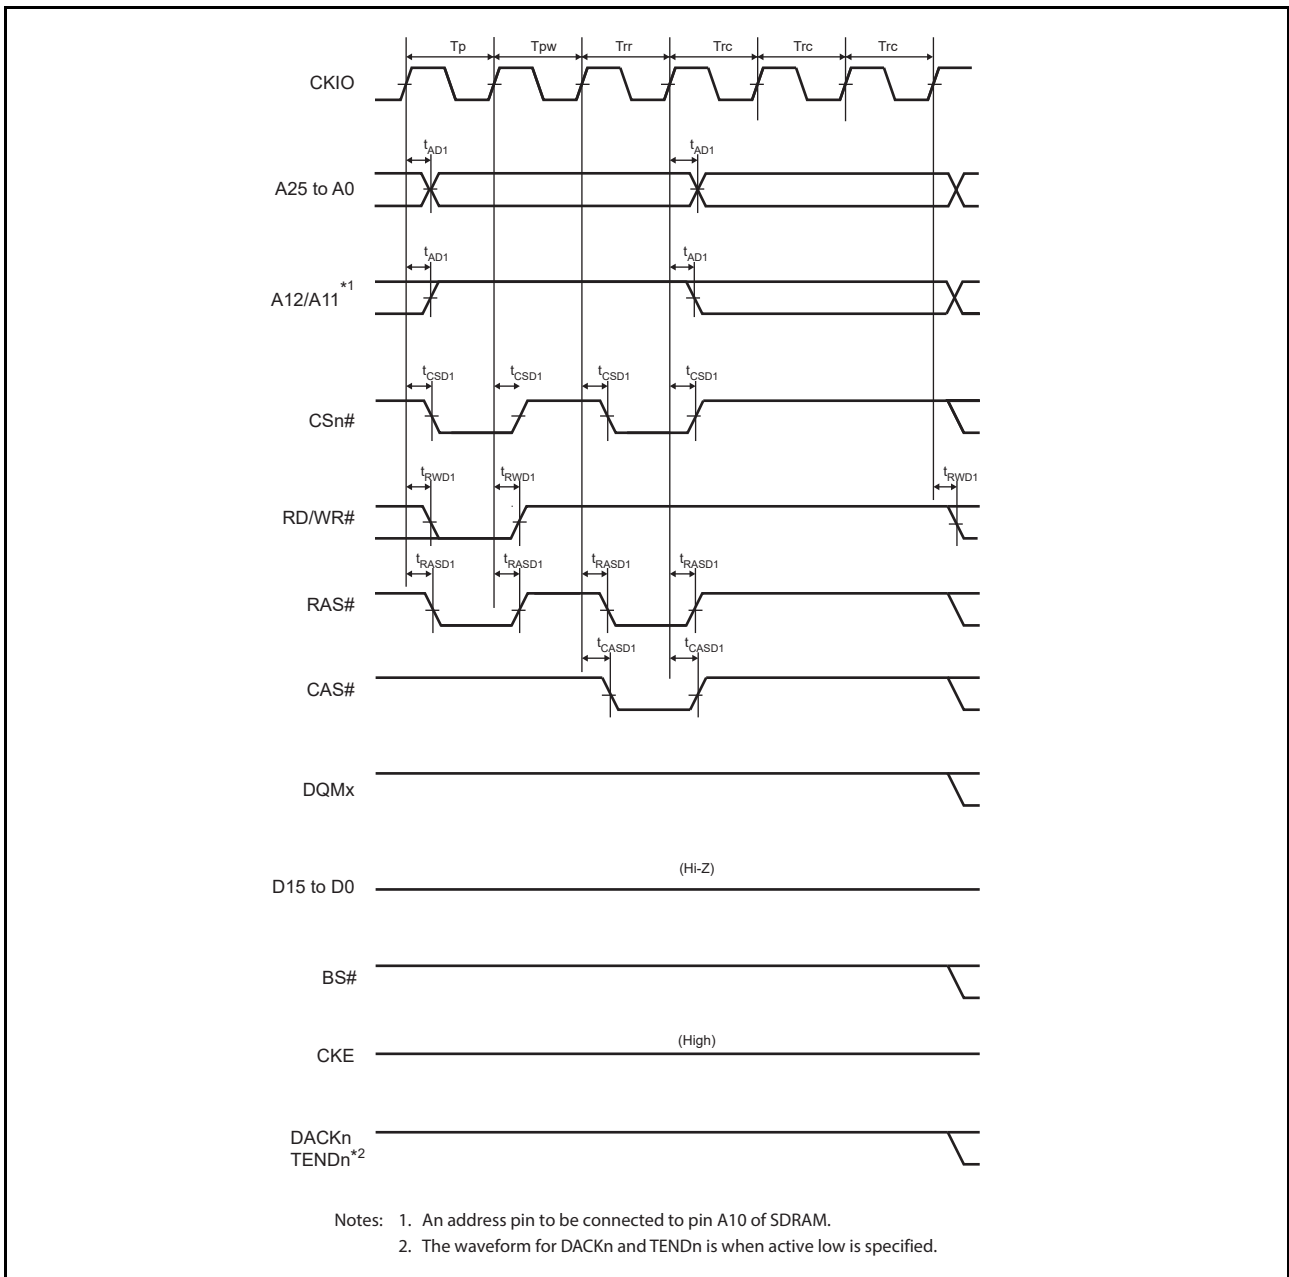 Tp Tpw Trr Trc Trc Trc
CKIO
tAD1 tAD1
A25 to A0
tAD1 tAD1
A12/A11*1
tCSD1 tCSD1 tCSD1 tCSD1
CSn#
tRWD1 tRWD1 tRWD1
RD/WR#
tRASD1 tRASD1 tRASD1 tRASD1
RAS#
tCASD1 tCASD1
CAS#
DQMx
(Hi-Z)
D15 to D0
BS#
(High)
CKE
DACKn
TENDn*2
Notes: 1. An address pin to be connected to pin A10 of SDRAM.
2. The waveform for DACKn and TENDn is when active low is specified.